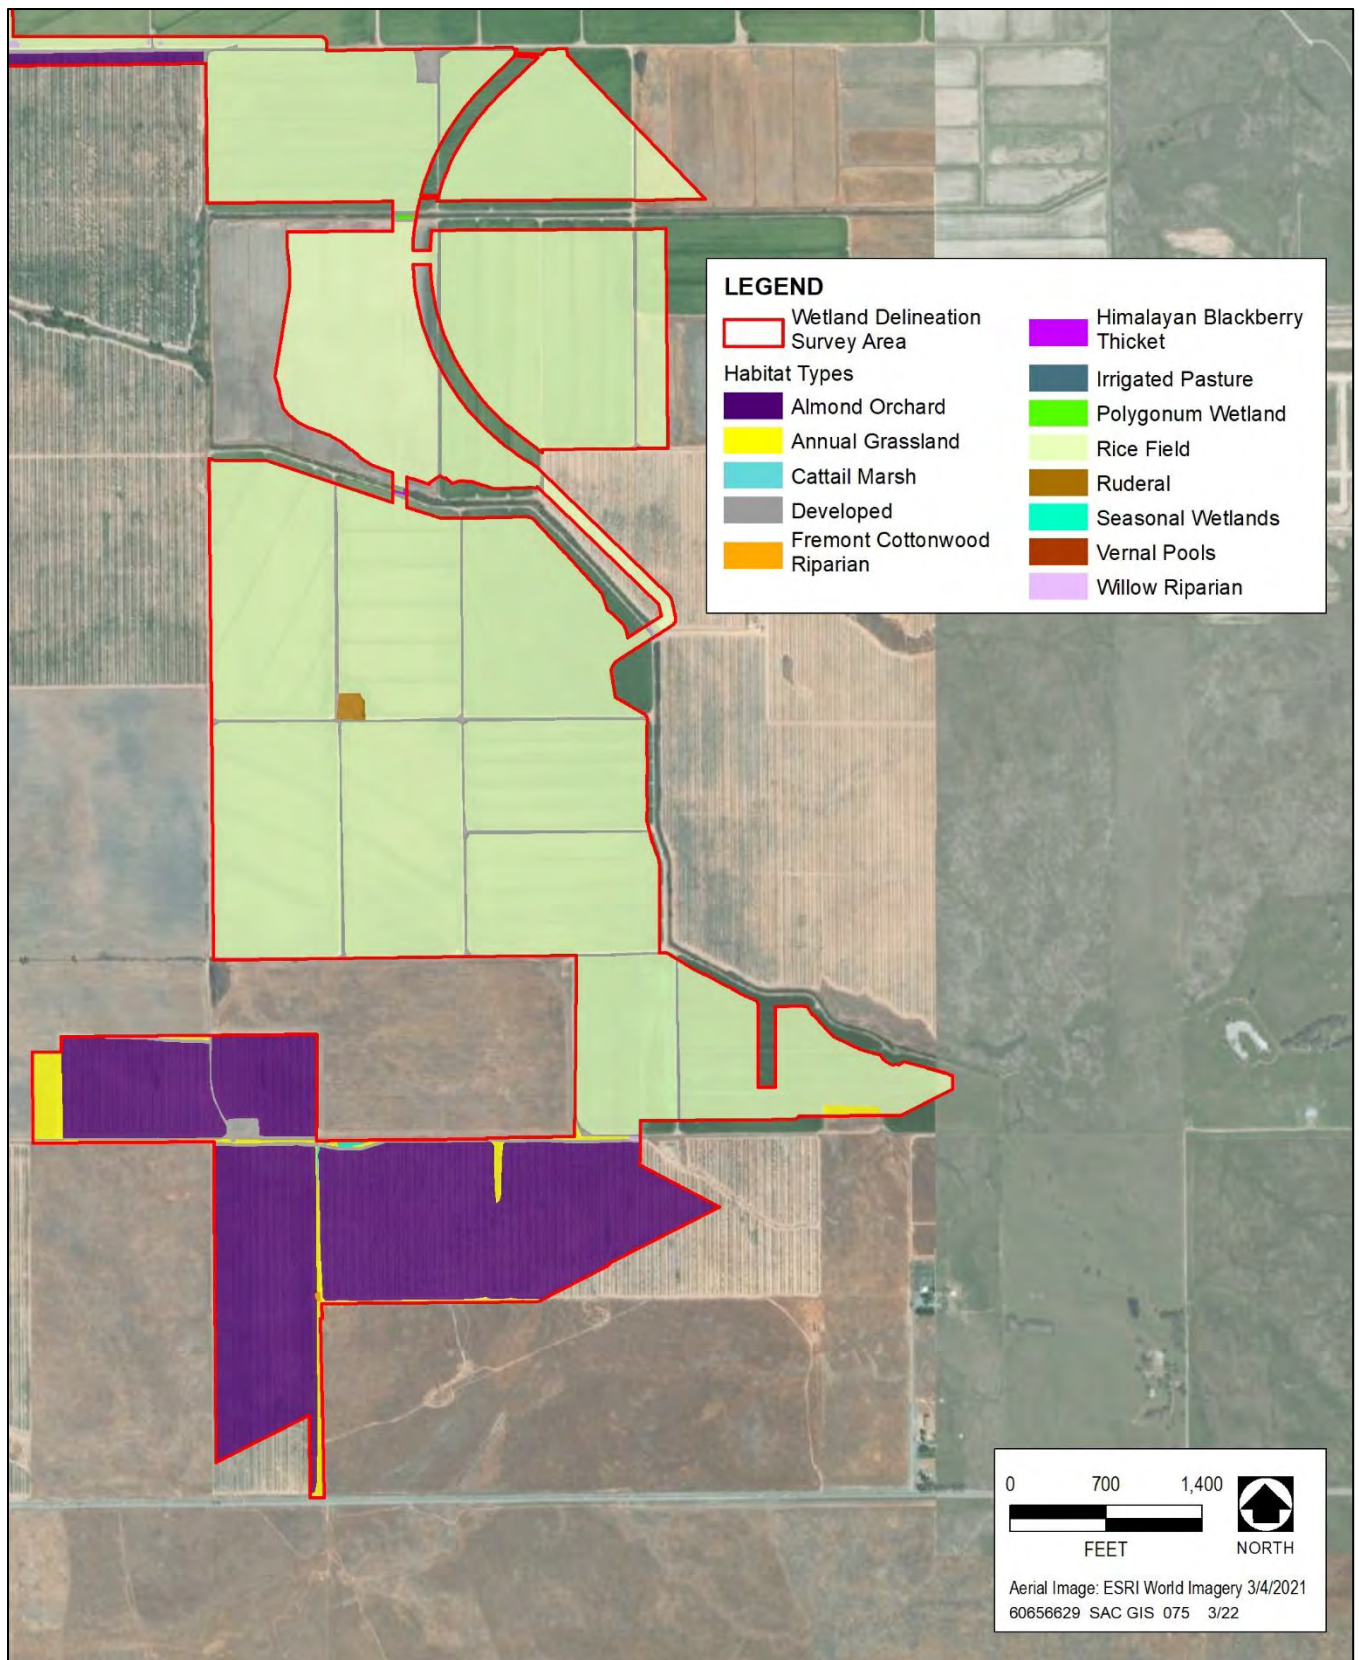 LEGEND
Wetland Delineation
Survey Area
Habitat Types
Almond Orchard
Annual Grassland
Cattail Marsh
Developed
Fremont Cottonwood
Riparian
Himalayan Blackberry
Thicket
Irrigated Pasture
Polygonum Wetland
Rice Field
Ruderal
Seasonal Wetlands
Vernal Pools
Willow Riparian
0 700 1,400
FEET
NORTH
Aerial Image: ESRI World Imagery 3/4/2021
60656629 SAC GIS 075 3/22